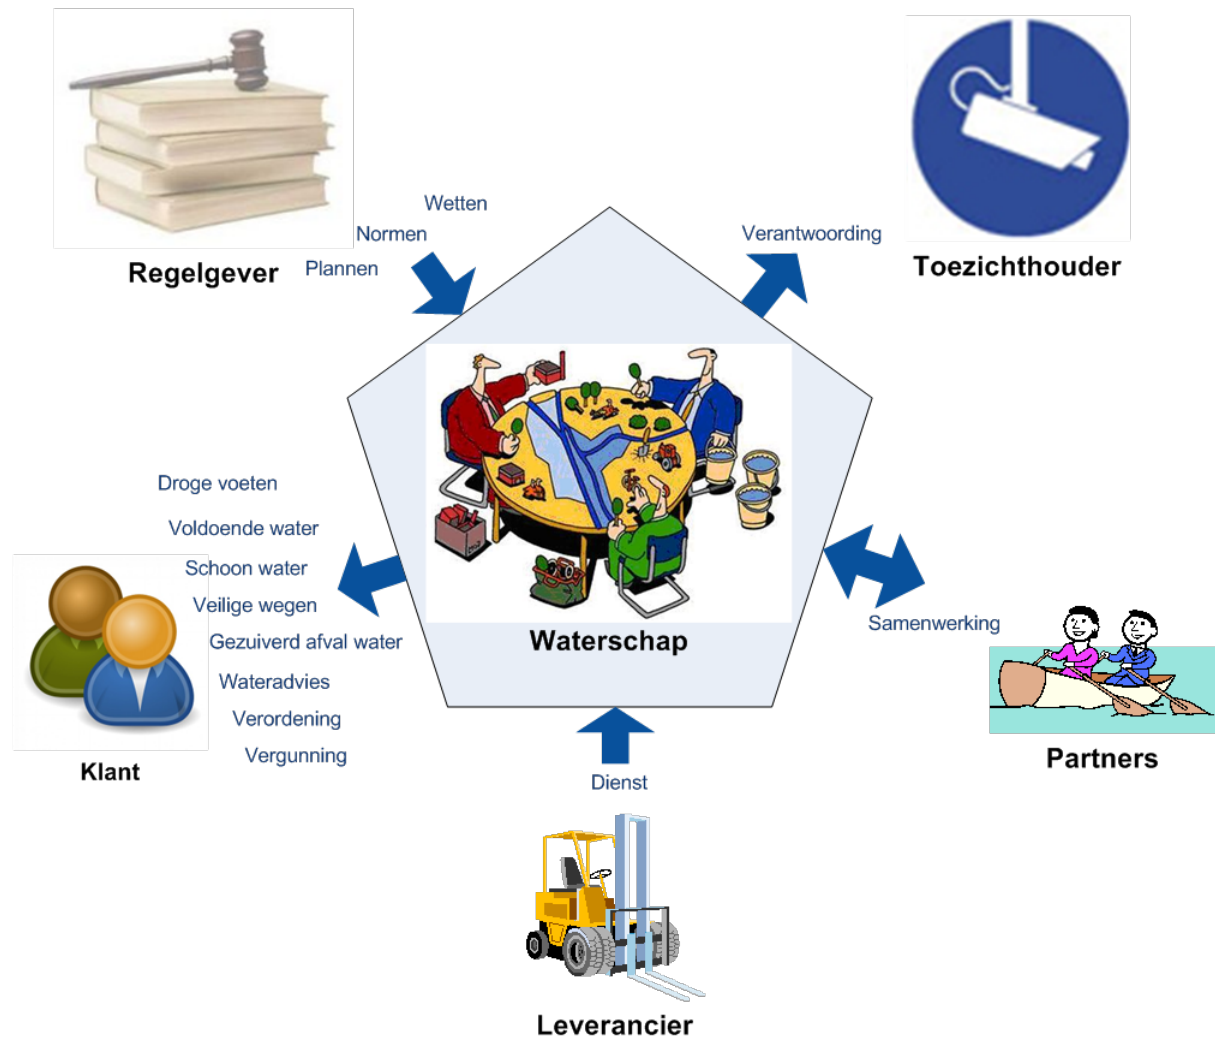 Wetten
Normen
Plannen
Regelgever
Verantwoording
Toezichthouder
Droge voeten
Voldoende water
Schoon water
Veilige wegen
Gezuiverd afval water
Wateradvies
Verordening
Vergunning
Klant
Waterschap
Samenwerking
Partners
Dienst
Leverancier